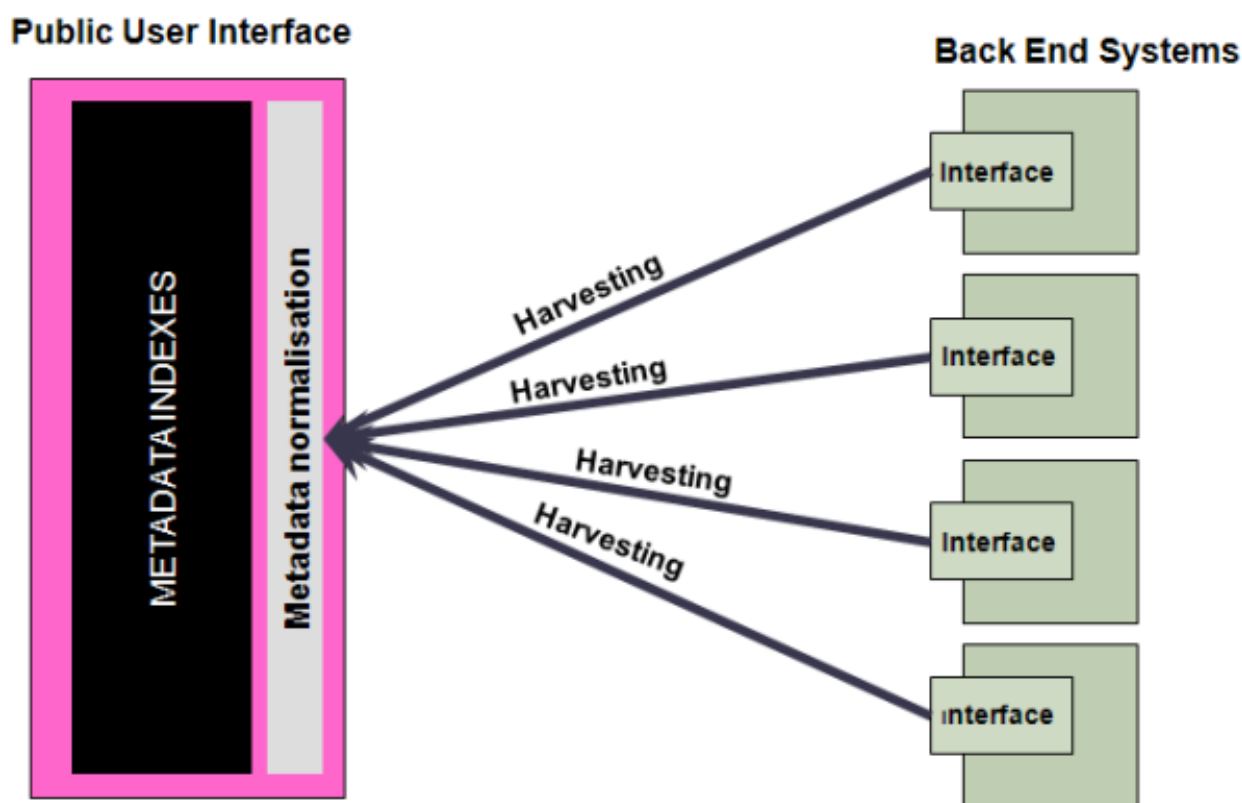 Public User Interface
Back End Systems
METADATA INDEXES
Metadata normalisation
Harvesting
Harvesting
Harvesting
Harvesting
Interface
Interface
Interface
Interface